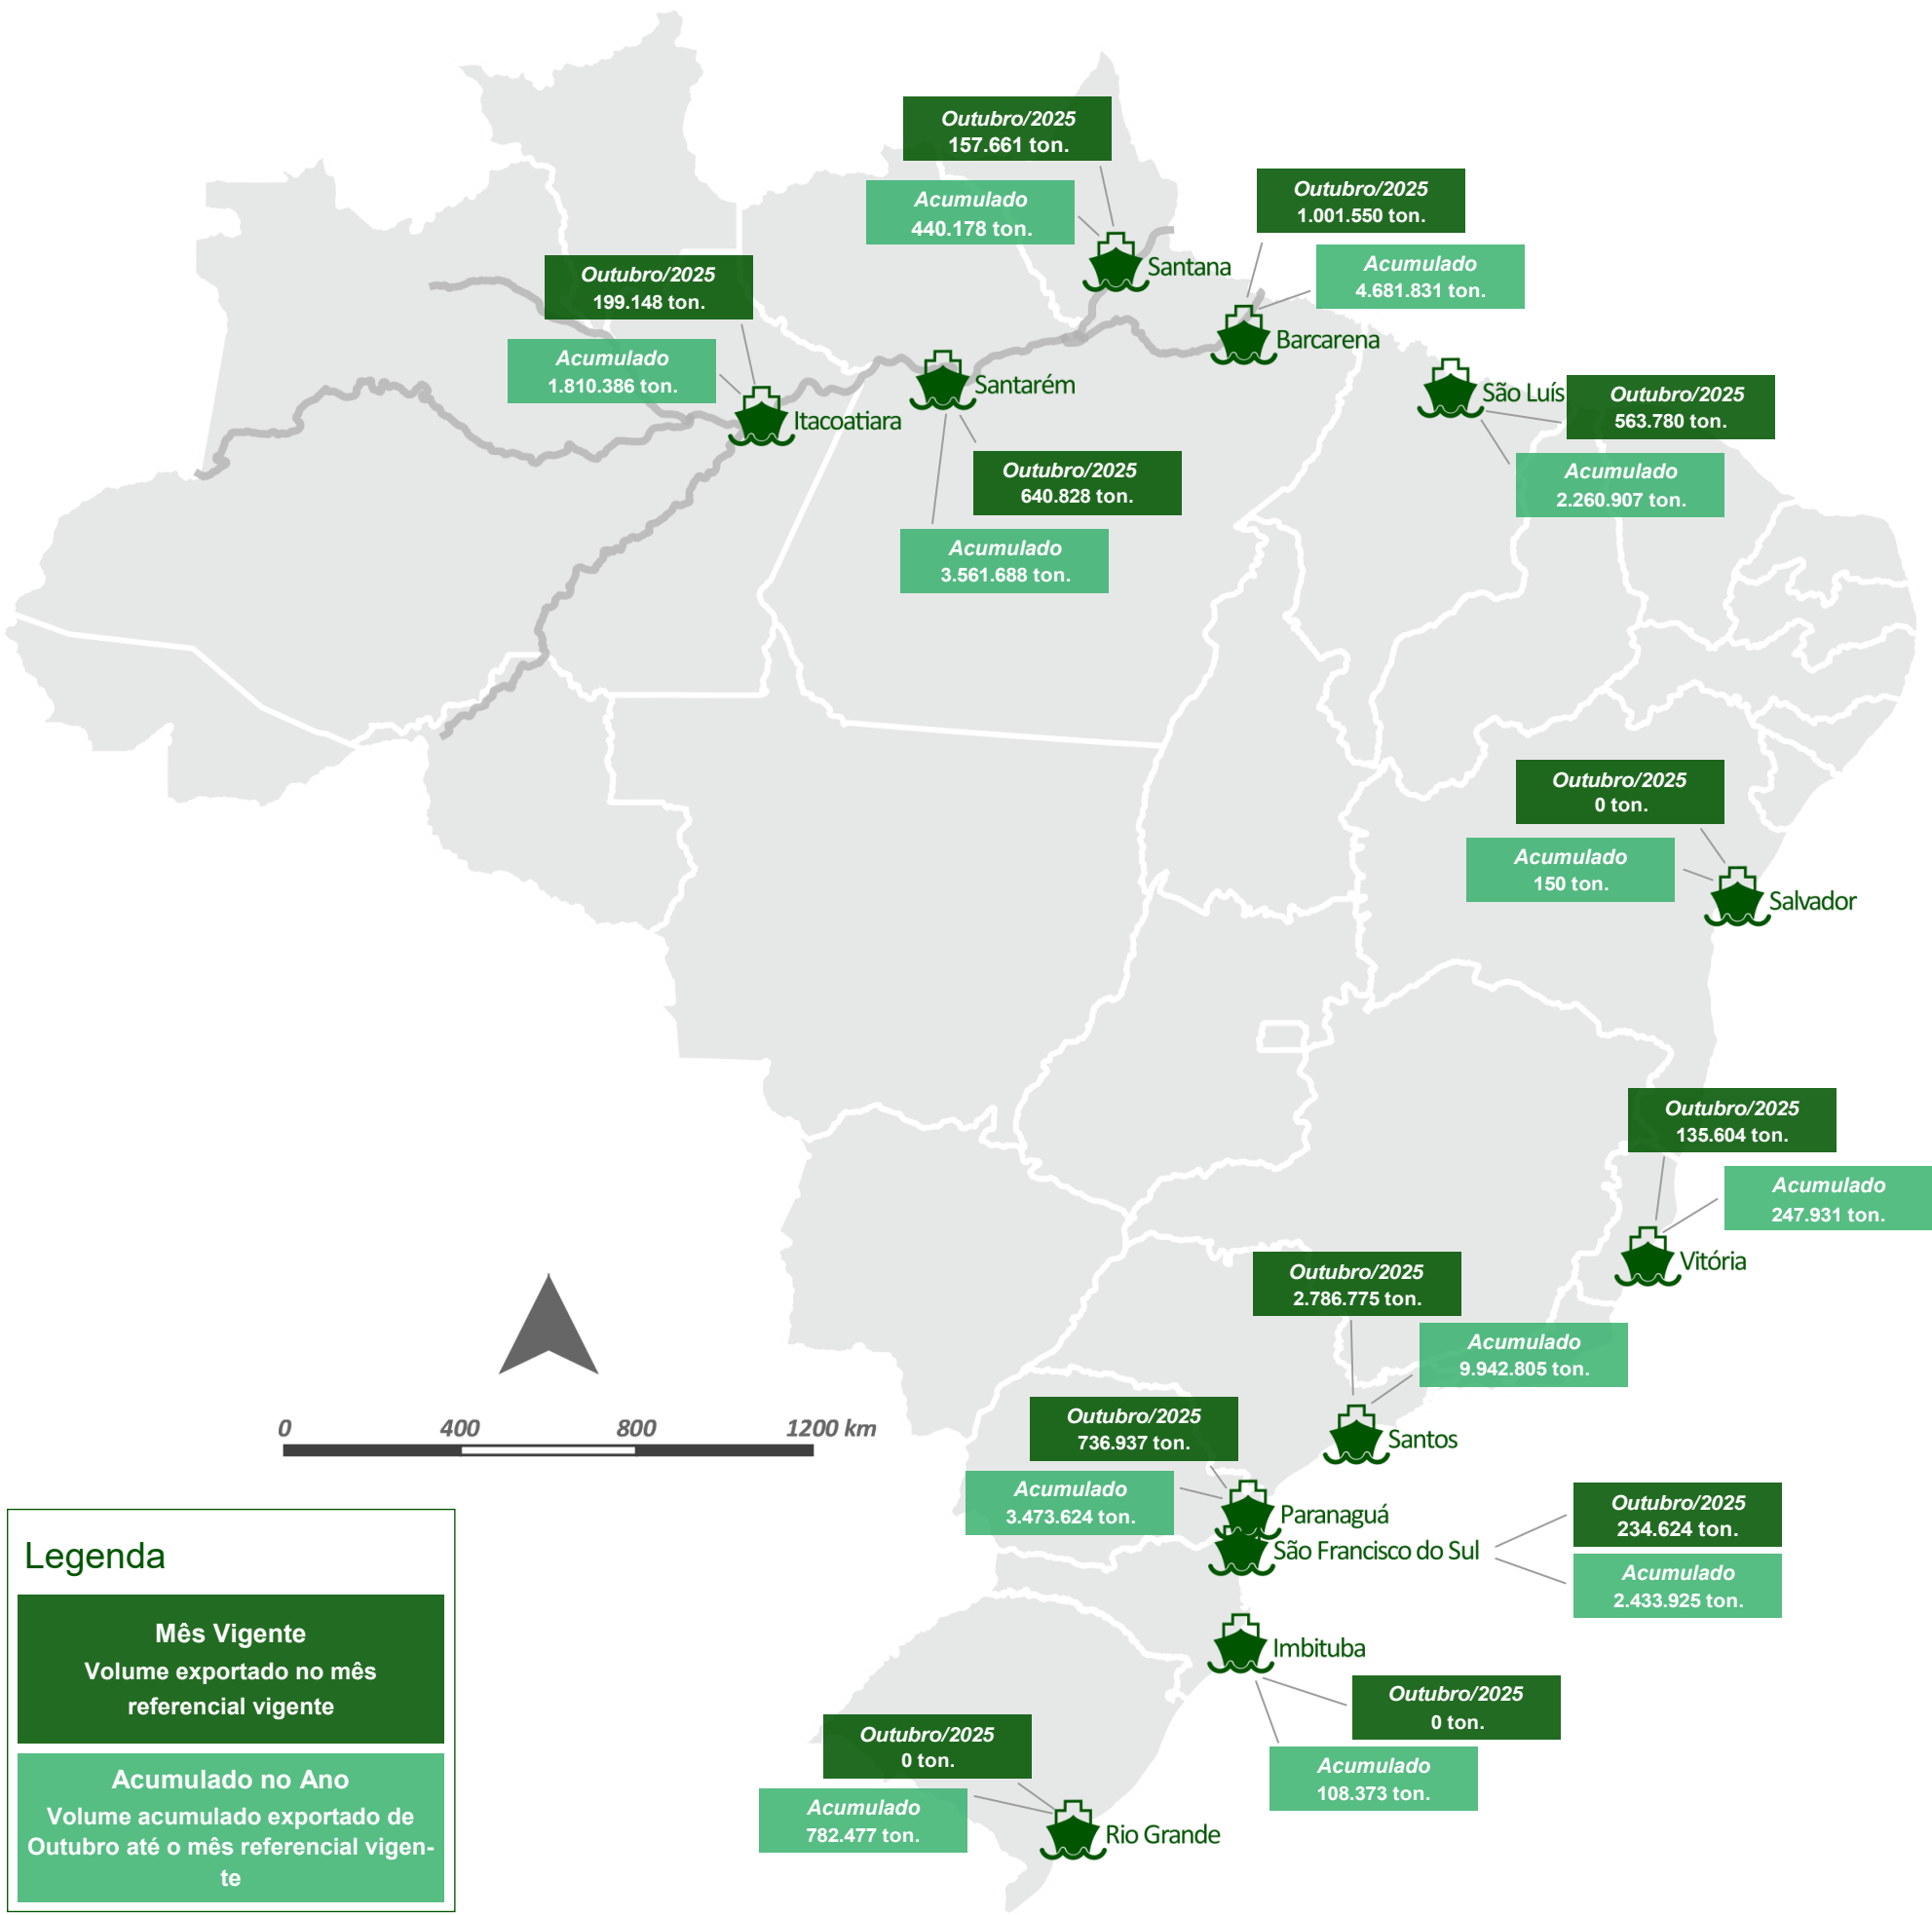 Outubro/2025
157.661 ton.
Acumulado
440.178 ton.
Santana
Outubro/2025
1.001.550 ton.
Acumulado
4.681.831 ton.
Barcarena
Outubro/2025
199.148 ton.
Acumulado
1.810.386 ton.
Itacoatiara
Santarém
Outubro/2025
640.828 ton.
Acumulado
3.561.688 ton.
São Luís
Outubro/2025
563.780 ton.
Acumulado
2.260.907 ton.
Outubro/2025
0 ton.
Acumulado
150 ton.
Salvador
Outubro/2025
135.604 ton.
Acumulado
247.931 ton.
Vitória
Outubro/2025
2.786.775 ton.
Acumulado
9.942.805 ton.
Santos
Outubro/2025
736.937 ton.
Acumulado
3.473.624 ton.
Paranaguá
São Francisco do Sul
Outubro/2025
234.624 ton.
Acumulado
2.433.925 ton.
Imbituba
Outubro/2025
0 ton.
Acumulado
108.373 ton.
Outubro/2025
0 ton.
Acumulado
782.477 ton.
Rio Grande
0 400 800 1200 km
Legenda
Mês Vigente
Volume exportado no mês
referencial vigente
Acumulado no Ano
Volume acumulado exportado de
Outubro até o mês referencial vigen-
te